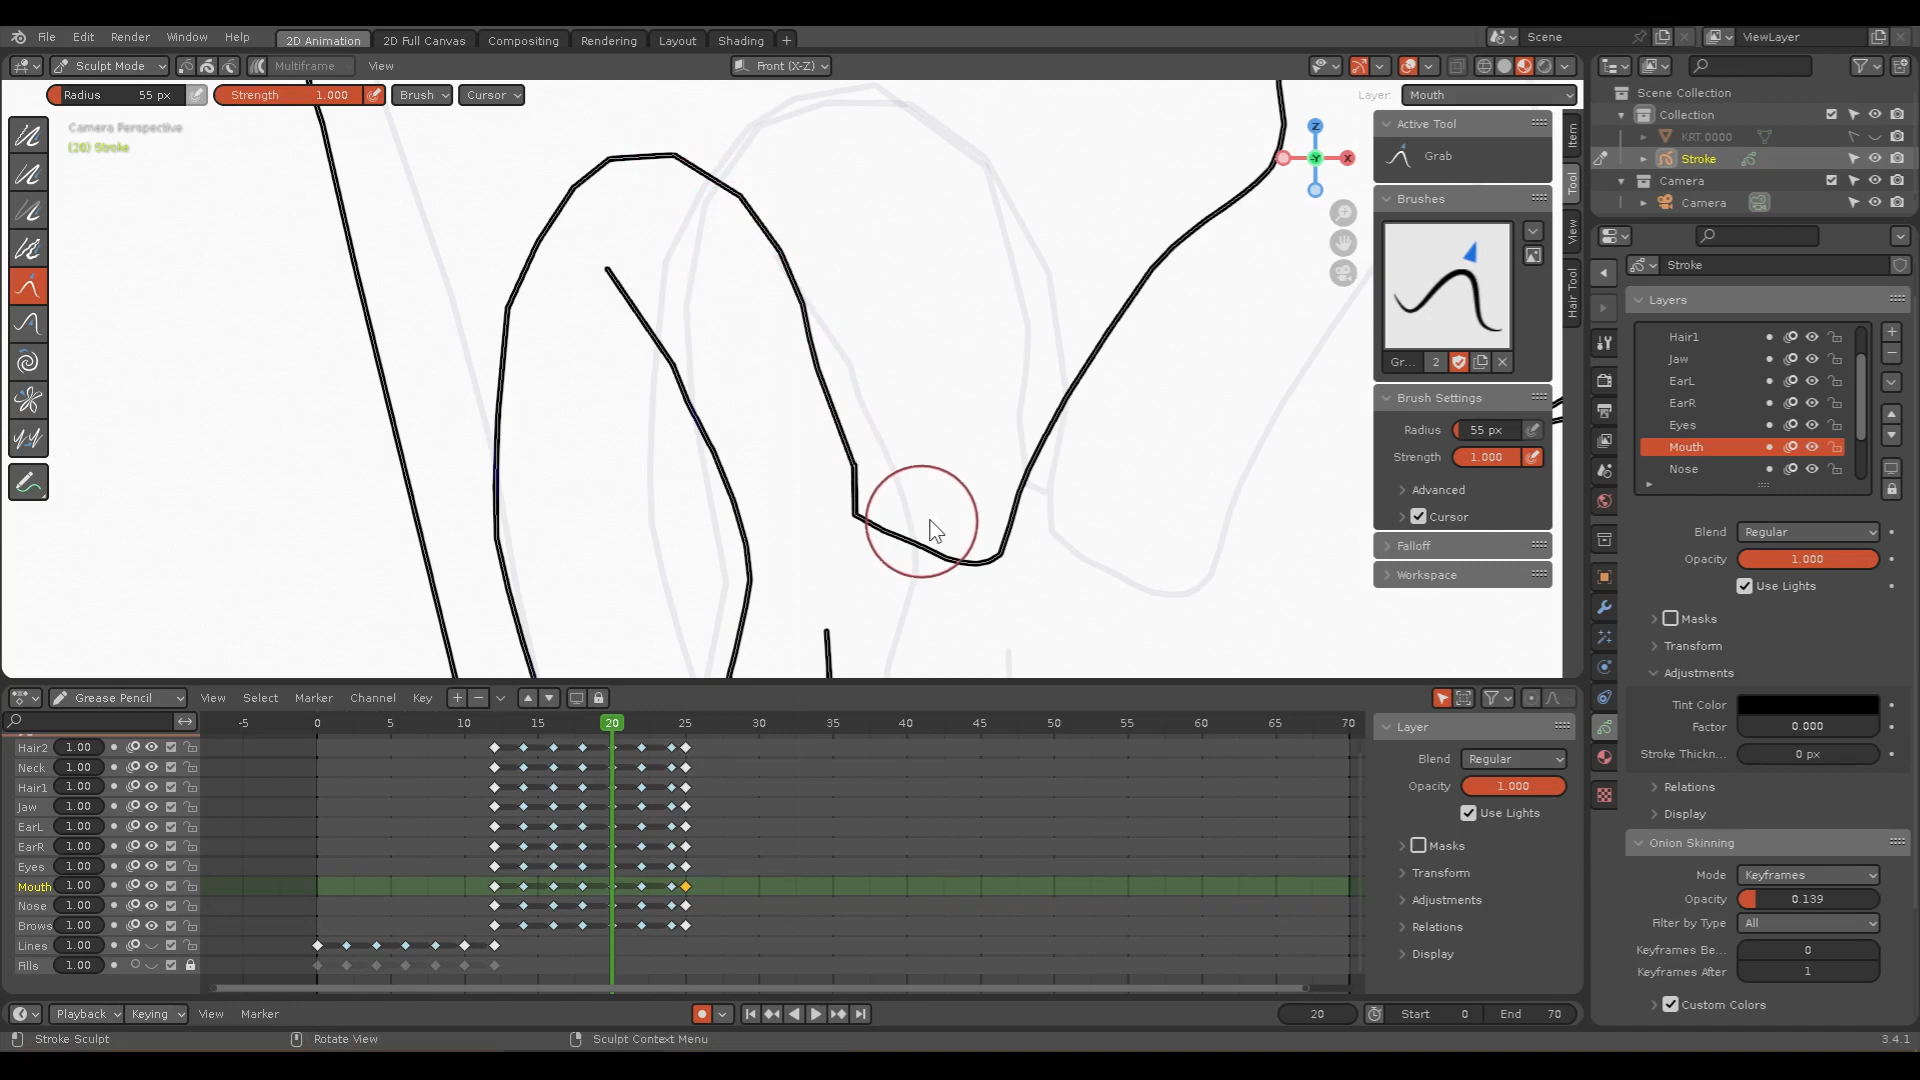 File Edit Render Window Help 2D Animation 2D Full Canvas Compositing Rendering Layout Shading + Scene ViewLayer
Sculpt Mode Multiframe View Front (X-Z)
Radius 55 px Strength 1.000 Brush Cursor Layer: Mouth
Camera Perspective
(20) Stroke
Z
-Y
X
Active Tool
Grab
Brushes
Gr... 2
Brush Settings
Radius 55 px
Strength 1.000
Advanced
Cursor
Falloff
Workspace
Item
Tool
View
Hair Tool
Scene Collection
Collection
KRT.0000
Stroke
Camera
Camera
Stroke
Layers
Hair1
Jaw
EarL
EarR
Eyes
Mouth
Nose
Blend Regular
Opacity 1.000
Use Lights
Masks
Transform
Adjustments
Tint Color
Factor 0.000
Stroke Thickn... 0 px
Relations
Display
Onion Skinning
Mode Keyframes
Opacity 0.139
Filter by Type All
Keyframes Be... 0
Keyframes After 1
Custom Colors
Grease Pencil View Select Marker Channel Key
-5 0 5 10 15 20 25 30 35 40 45 50 55 60 65 70
Hair2 1.00
Neck 1.00
Hair1 1.00
Jaw 1.00
EarL 1.00
EarR 1.00
Eyes 1.00
Mouth 1.00
Nose 1.00
Brows 1.00
Lines 1.00
Fills 1.00
Layer
Blend Regular
Opacity 1.000
Use Lights
Masks
Transform
Adjustments
Relations
Display
Playback Keying View Marker 20 Start 0 End 70
Stroke Sculpt Rotate View Sculpt Context Menu 3.4.1